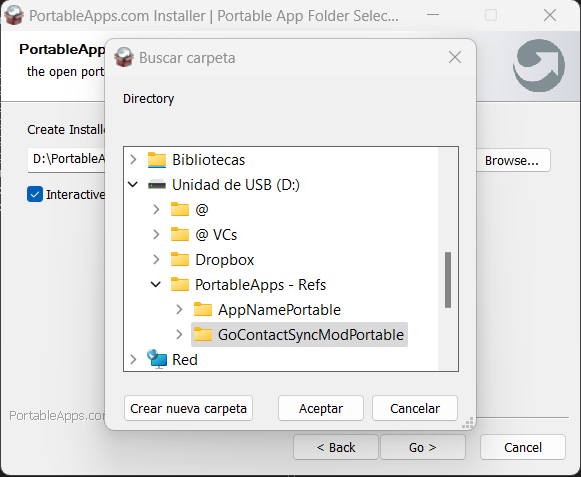 PortableApps.com Installer | Portable App Folder Selec...
PortableApps
the open port
Buscar carpeta
Directory
Create Installe
D:\PortableA
Browse...
Interactive
Bibliotecas
Unidad de USB (D:)
@
@ VCs
Dropbox
PortableApps - Refs
AppNamePortable
GoContactSyncModPortable
Red
Crear nueva carpeta
Aceptar
Cancelar
PortableApps.com
< Back
Go >
Cancel